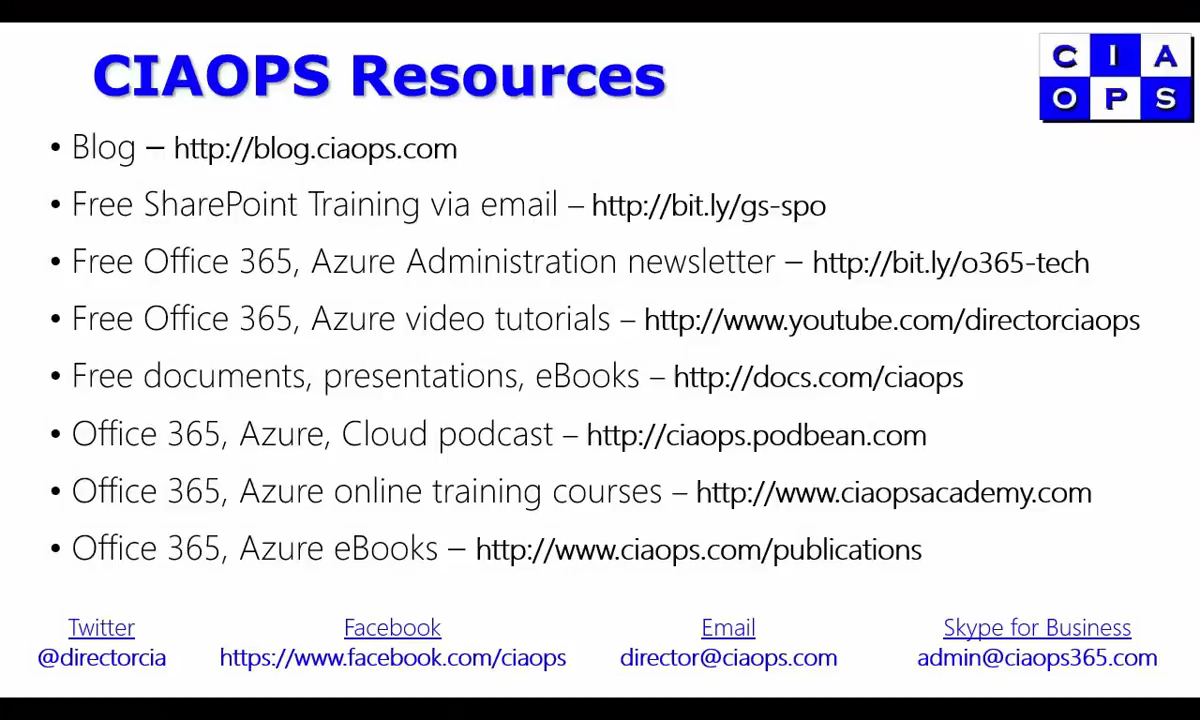 CIAOPS Resources
C I A
O P S
• Blog – http://blog.ciaops.com
• Free SharePoint Training via email – http://bit.ly/gs-spo
• Free Office 365, Azure Administration newsletter – http://bit.ly/o365-tech
• Free Office 365, Azure video tutorials – http://www.youtube.com/directorciaops
• Free documents, presentations, eBooks – http://docs.com/ciaops
• Office 365, Azure, Cloud podcast – http://ciaops.podbean.com
• Office 365, Azure online training courses – http://www.ciaopsacademy.com
• Office 365, Azure eBooks – http://www.ciaops.com/publications
Twitter Facebook Email Skype for Business
@directorcia https://www.facebook.com/ciaops director@ciaops.com admin@ciaops365.com